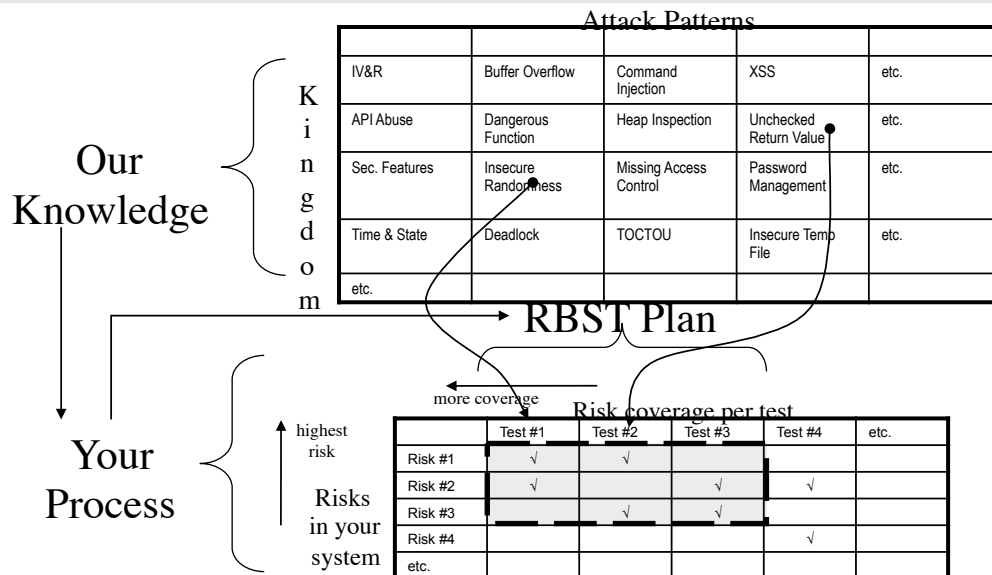 Attack Patterns
IV&R Buffer Overflow Command Injection XSS etc.
API Abuse Dangerous Function Heap Inspection Unchecked Return Value etc.
Sec. Features Insecure Randomness Missing Access Control Password Management etc.
Time & State Deadlock TOCTOU Insecure Temp File etc.
etc.
Kingdom
Our
Knowledge
RBST Plan
more coverage
Risk coverage per test
Test #1 Test #2 Test #3 Test #4 etc.
Risk #1 √ √
Risk #2 √ √ √
Risk #3 √ √
Risk #4 √
etc.
highest
risk
Your
Process
Risks
in your
system